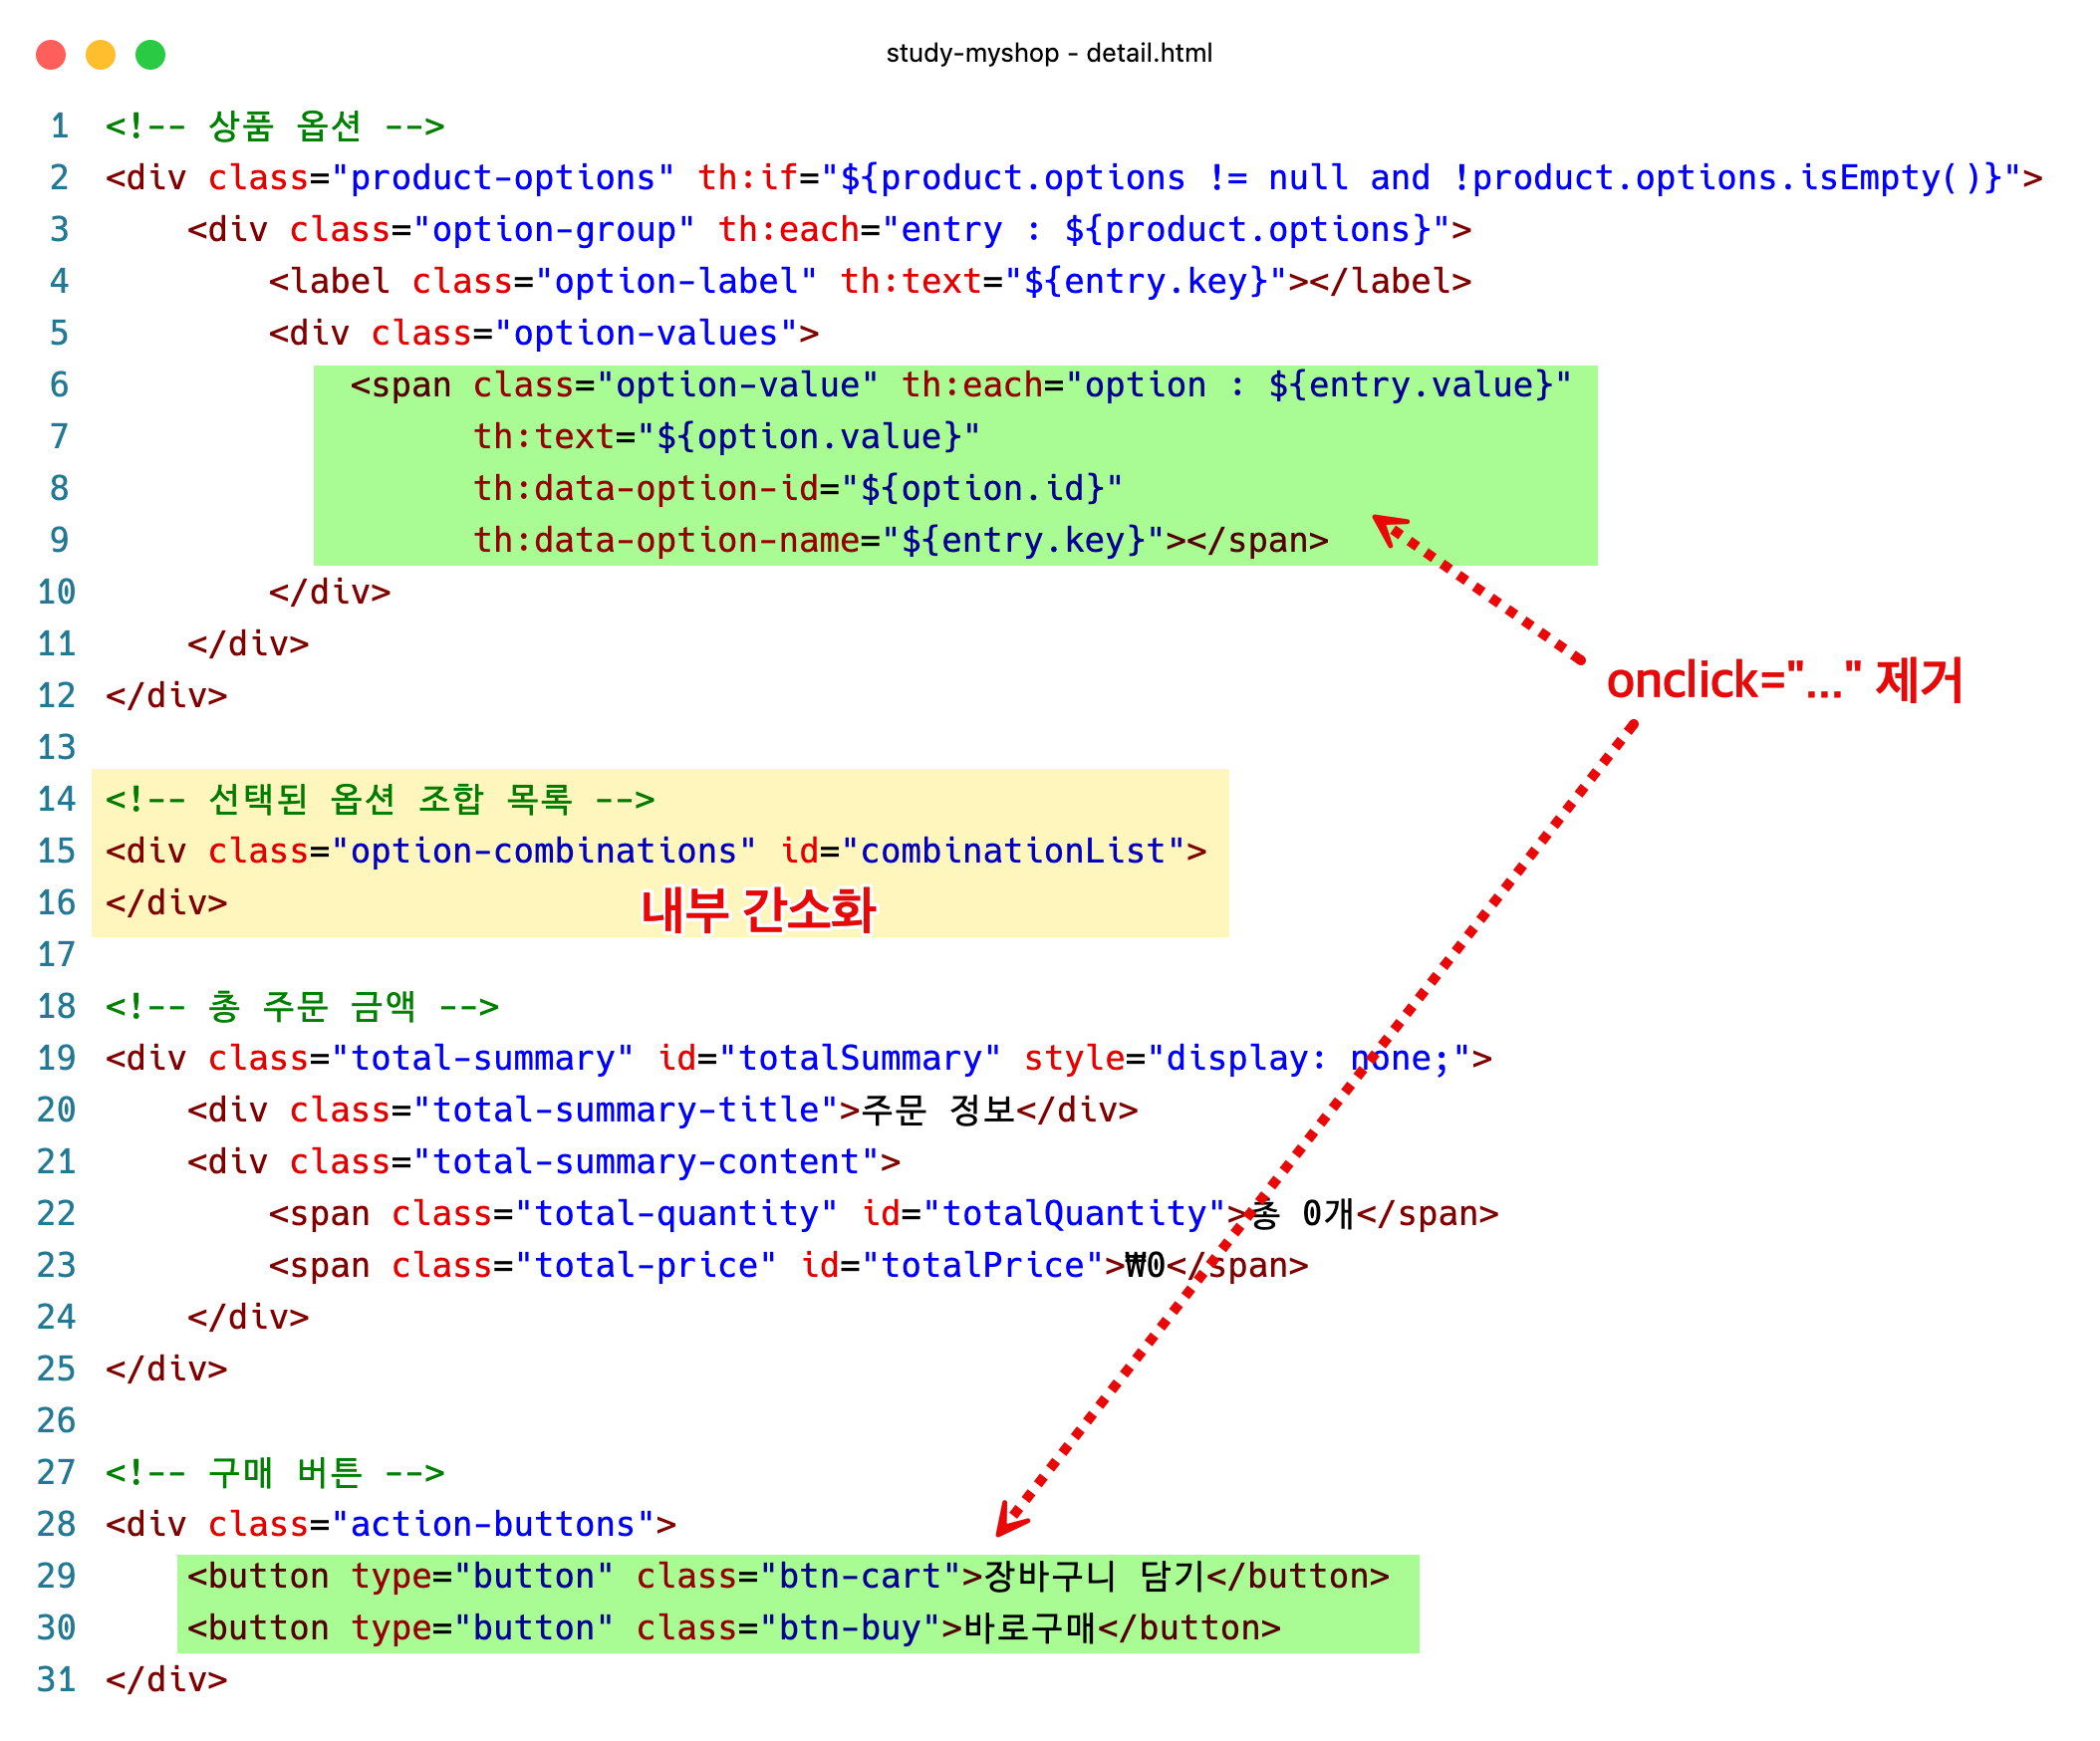 study-myshop - detail.html
1 <!-- 상품 옵션 -->
2 <div class="product-options" th:if="${product.options != null and !product.options.isEmpty()}">
3     <div class="option-group" th:each="entry : ${product.options}">
4         <label class="option-label" th:text="${entry.key}"></label>
5         <div class="option-values">
6             <span class="option-value" th:each="option : ${entry.value}"
7                   th:text="${option.value}"
8                   th:data-option-id="${option.id}"
9                   th:data-option-name="${entry.key}"></span>
10         </div>
11     </div>
onclick="..." 제거
12 </div>
13
14 <!-- 선택된 옵션 조합 목록 -->
15 <div class="option-combinations" id="combinationList">
16 </div>
내부 간소화
17
18 <!-- 총 주문 금액 -->
19 <div class="total-summary" id="totalSummary" style="display: none;">
20     <div class="total-summary-title">주문 정보</div>
21     <div class="total-summary-content">
22         <span class="total-quantity" id="totalQuantity">총 0개</span>
23         <span class="total-price" id="totalPrice">₩0</span>
24     </div>
25 </div>
26
27 <!-- 구매 버튼 -->
28 <div class="action-buttons">
29     <button type="button" class="btn-cart">장바구니 담기</button>
30     <button type="button" class="btn-buy">바로구매</button>
31 </div>